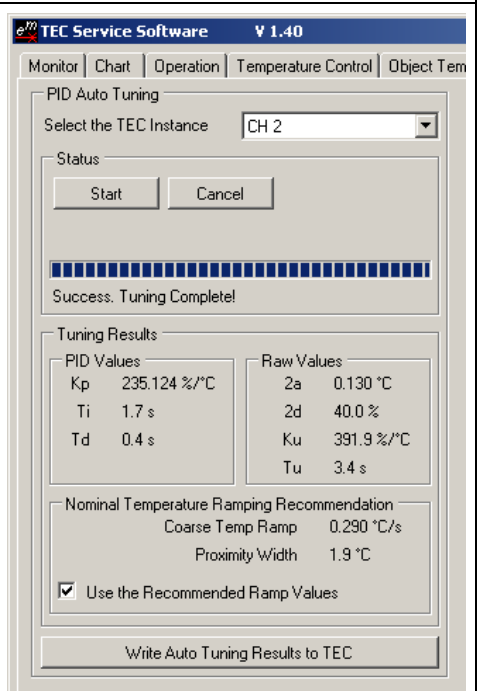 em TEC Service Software V 1.40
Monitor Chart Operation Temperature Control Object Tem
PID Auto Tuning
Select the TEC Instance CH 2
Status
Start Cancel
Success. Tuning Complete!
Tuning Results
PID Values
Kp 235.124 %/°C
Ti 1.7 s
Td 0.4 s
Raw Values
2a 0.130 °C
2d 40.0 %
Ku 391.9 %/°C
Tu 3.4 s
Nominal Temperature Ramping Recommendation
Coarse Temp Ramp 0.290 °C/s
Proximity Width 1.9 °C
Use the Recommended Ramp Values
Write Auto Tuning Results to TEC